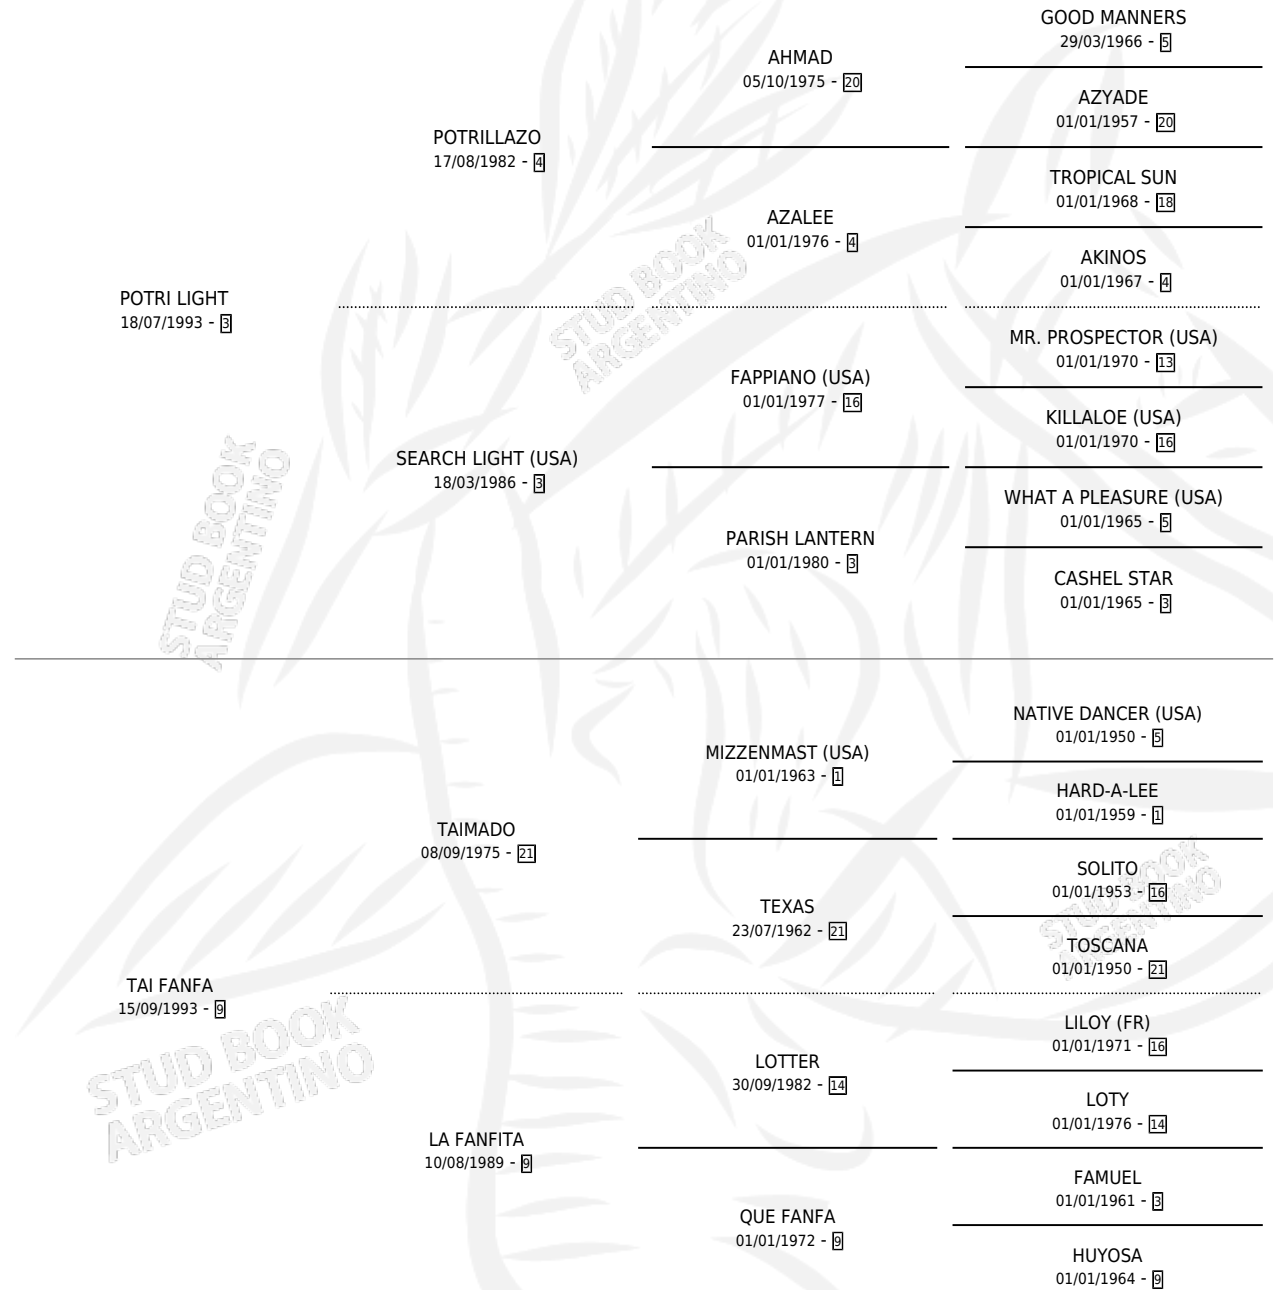 GOOD MANNERS
29/03/1966 - 5
AHMAD
05/10/1975 - 20
AZYADE
01/01/1957 - 20
POTRILLAZO
17/08/1982 - 4
TROPICAL SUN
01/01/1968 - 18
AZALEE
01/01/1976 - 4
AKINOS
01/01/1967 - 4
POTRI LIGHT
18/07/1993 - 3
MR. PROSPECTOR (USA)
01/01/1970 - 13
FAPPIANO (USA)
01/01/1977 - 16
KILLALOE (USA)
01/01/1970 - 16
SEARCH LIGHT (USA)
18/03/1986 - 3
WHAT A PLEASURE (USA)
01/01/1965 - 5
PARISH LANTERN
01/01/1980 - 3
CASHEL STAR
01/01/1965 - 3
NATIVE DANCER (USA)
01/01/1950 - 5
MIZZENMAST (USA)
01/01/1963 - 1
HARD-A-LEE
01/01/1959 - 1
TAIMADO
08/09/1975 - 21
SOLITO
01/01/1953 - 16
TEXAS
23/07/1962 - 21
TOSCANA
01/01/1950 - 21
TAI FANFA
15/09/1993 - 9
LILOY (FR)
01/01/1971 - 16
LOTTER
30/09/1982 - 14
LOTY
01/01/1976 - 14
LA FANFITA
10/08/1989 - 9
FAMUEL
01/01/1961 - 3
QUE FANFA
01/01/1972 - 9
HUYOSA
01/01/1964 - 9
STUD BOOK
ARGENTINO
STUD BOOK
ARGENTINO
STUD BOOK
ARGENTINO
STUD BOOK
ARGENTINO